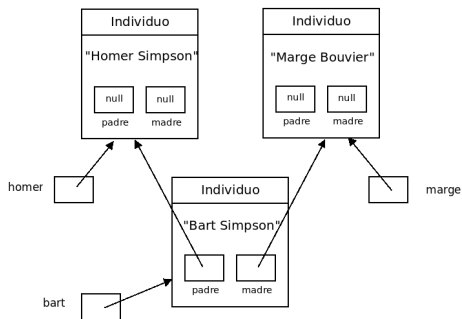 Individuo
"Homer Simpson"
null null
padre madre
Individuo
"Marge Bouvier"
null null
padre madre
homer
marge
Individuo
"Bart Simpson"
padre madre
bart